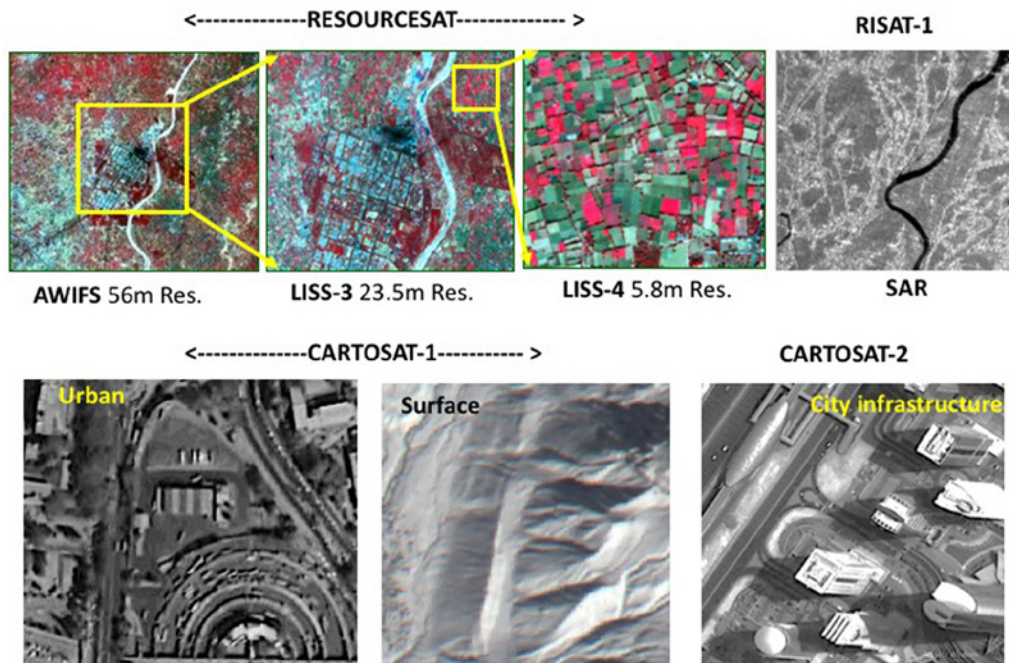 <--------------RESOURCESAT-------------->
RISAT-1
AWIFS 56m Res.
LISS-3 23.5m Res.
LISS-4 5.8m Res.
SAR
<--------------CARTOSAT-1----------->
CARTOSAT-2
Urban
Surface
City infrastructure